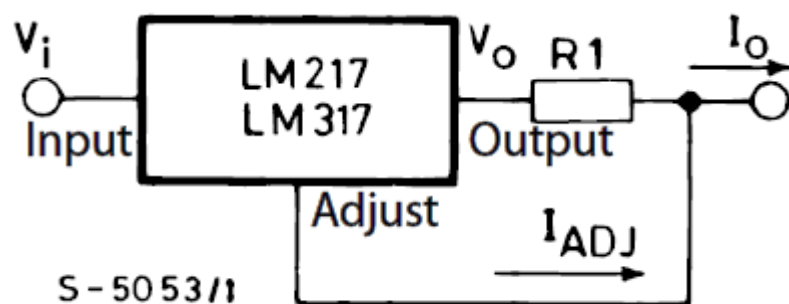 Vi
LM217
LM317
Vo
R1
Io
Input
Output
Adjust
IADJ
S-5053/1